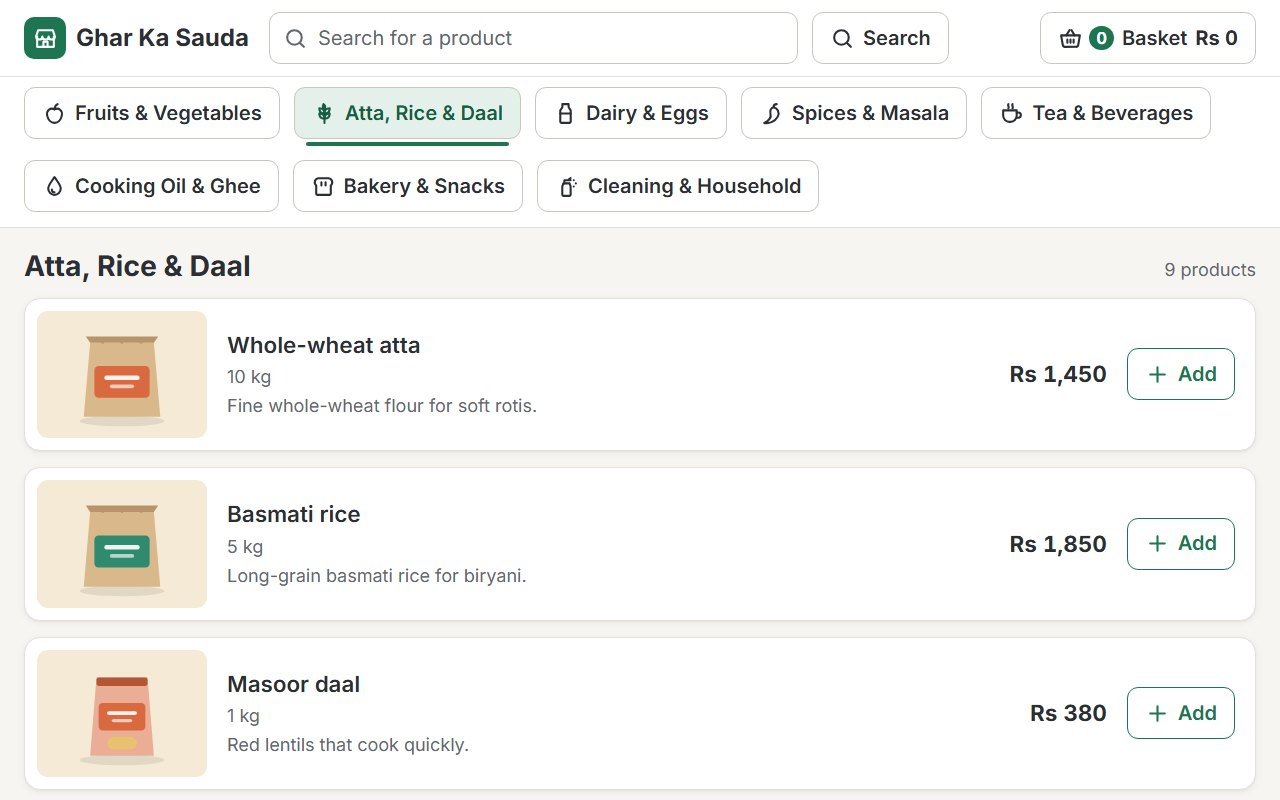 Ghar Ka Sauda
Search for a product
Search
0 Basket Rs 0
Fruits & Vegetables
Atta, Rice & Daal
Dairy & Eggs
Spices & Masala
Tea & Beverages
Cooking Oil & Ghee
Bakery & Snacks
Cleaning & Household
Atta, Rice & Daal
9 products
Whole-wheat atta
10 kg
Fine whole-wheat flour for soft rotis.
Rs 1,450
Add
Basmati rice
5 kg
Long-grain basmati rice for biryani.
Rs 1,850
Add
Masoor daal
1 kg
Red lentils that cook quickly.
Rs 380
Add